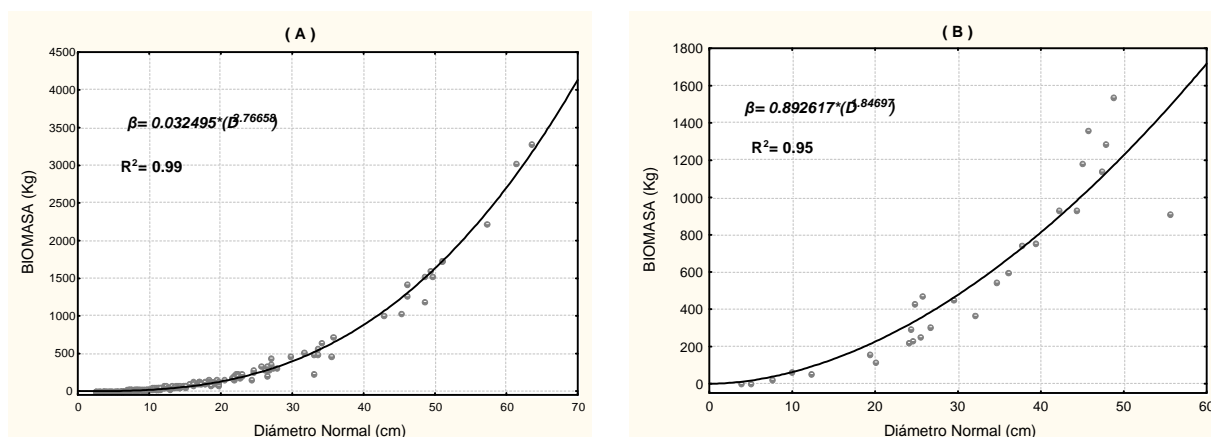 ( A )
4500
4000
3500
3000
2500
2000
1500
1000
500
0
β= 0.032495*(D^2.76658)
R²= 0.99
BIOMASA (Kg)
0 10 20 30 40 50 60 70
Diámetro Normal (cm)
( B )
1800
1600
1400
1200
1000
800
600
400
200
0
β= 0.892617*(D^1.84697)
R²= 0.95
BIOMASA (Kg)
0 10 20 30 40 50 60
Diámetro Normal (cm)